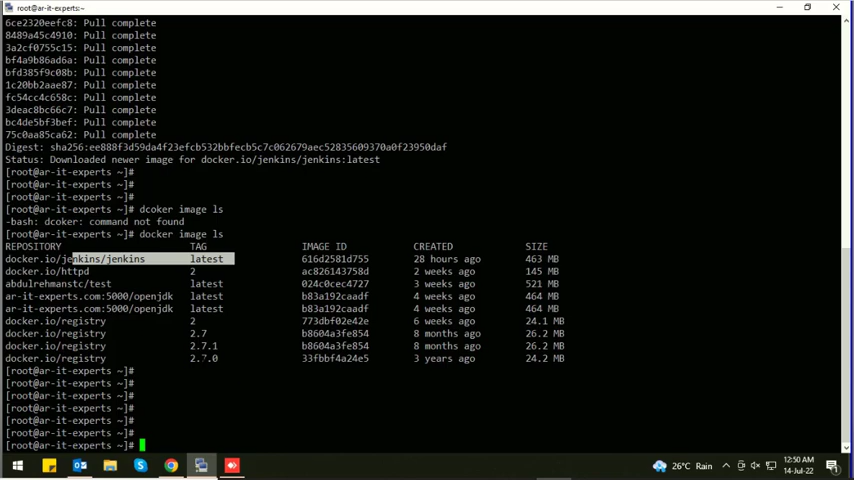 root@ar-it-experts:~
6ce2320eefc8: Pull complete
8489a45c4910: Pull complete
3a2cf0755c15: Pull complete
bf4a9b86ad6a: Pull complete
bfd385f9c08b: Pull complete
1c20bb2aae87: Pull complete
fc54cc4c658c: Pull complete
3deac8bc66c7: Pull complete
bc4de5bf3067: Pull complete
75c0aa85ca62: Pull complete
Digest: sha256:ee888f3d59da4f23efcb532bbfecb5c7c062679aec52835609370a0f23950daf
Status: Downloaded newer image for docker.io/jenkins/jenkins:latest
[root@ar-it-experts ~]#
[root@ar-it-experts ~]#
[root@ar-it-experts ~]#
[root@ar-it-experts ~]# dcoker image ls
-bash: dcoker: command not found
[root@ar-it-experts ~]# docker image ls
REPOSITORY TAG IMAGE ID CREATED SIZE
docker.io/jenkins/jenkins latest 616d2581d755 28 hours ago 463 MB
docker.io/httpd 2 ac826143758d 2 weeks ago 145 MB
abdulrehmanstc/test latest 024c0cec4727 3 weeks ago 521 MB
ar-it-experts.com:5000/openjdk latest b83a192caadf 4 weeks ago 464 MB
ar-it-experts.com:5000/openjdk latest b83a192caadf 4 weeks ago 464 MB
docker.io/registry 2 773dbf02e42e 6 weeks ago 24.1 MB
docker.io/registry 2.7 b8604a3fe854 8 months ago 26.2 MB
docker.io/registry 2.7.1 b8604a3fe854 8 months ago 26.2 MB
docker.io/registry 2.7.0 33fbbf4a24e5 3 years ago 24.2 MB
[root@ar-it-experts ~]#
[root@ar-it-experts ~]#
[root@ar-it-experts ~]#
[root@ar-it-experts ~]#
[root@ar-it-experts ~]#
[root@ar-it-experts ~]#
[root@ar-it-experts ~]#
26°C Rain
12:50 AM
14-Jul-22